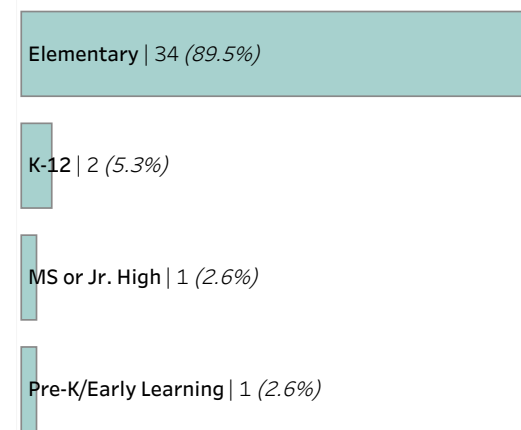 Elementary | 34 (89.5%)
K-12 | 2 (5.3%)
MS or Jr. High | 1 (2.6%)
Pre-K/Early Learning | 1 (2.6%)